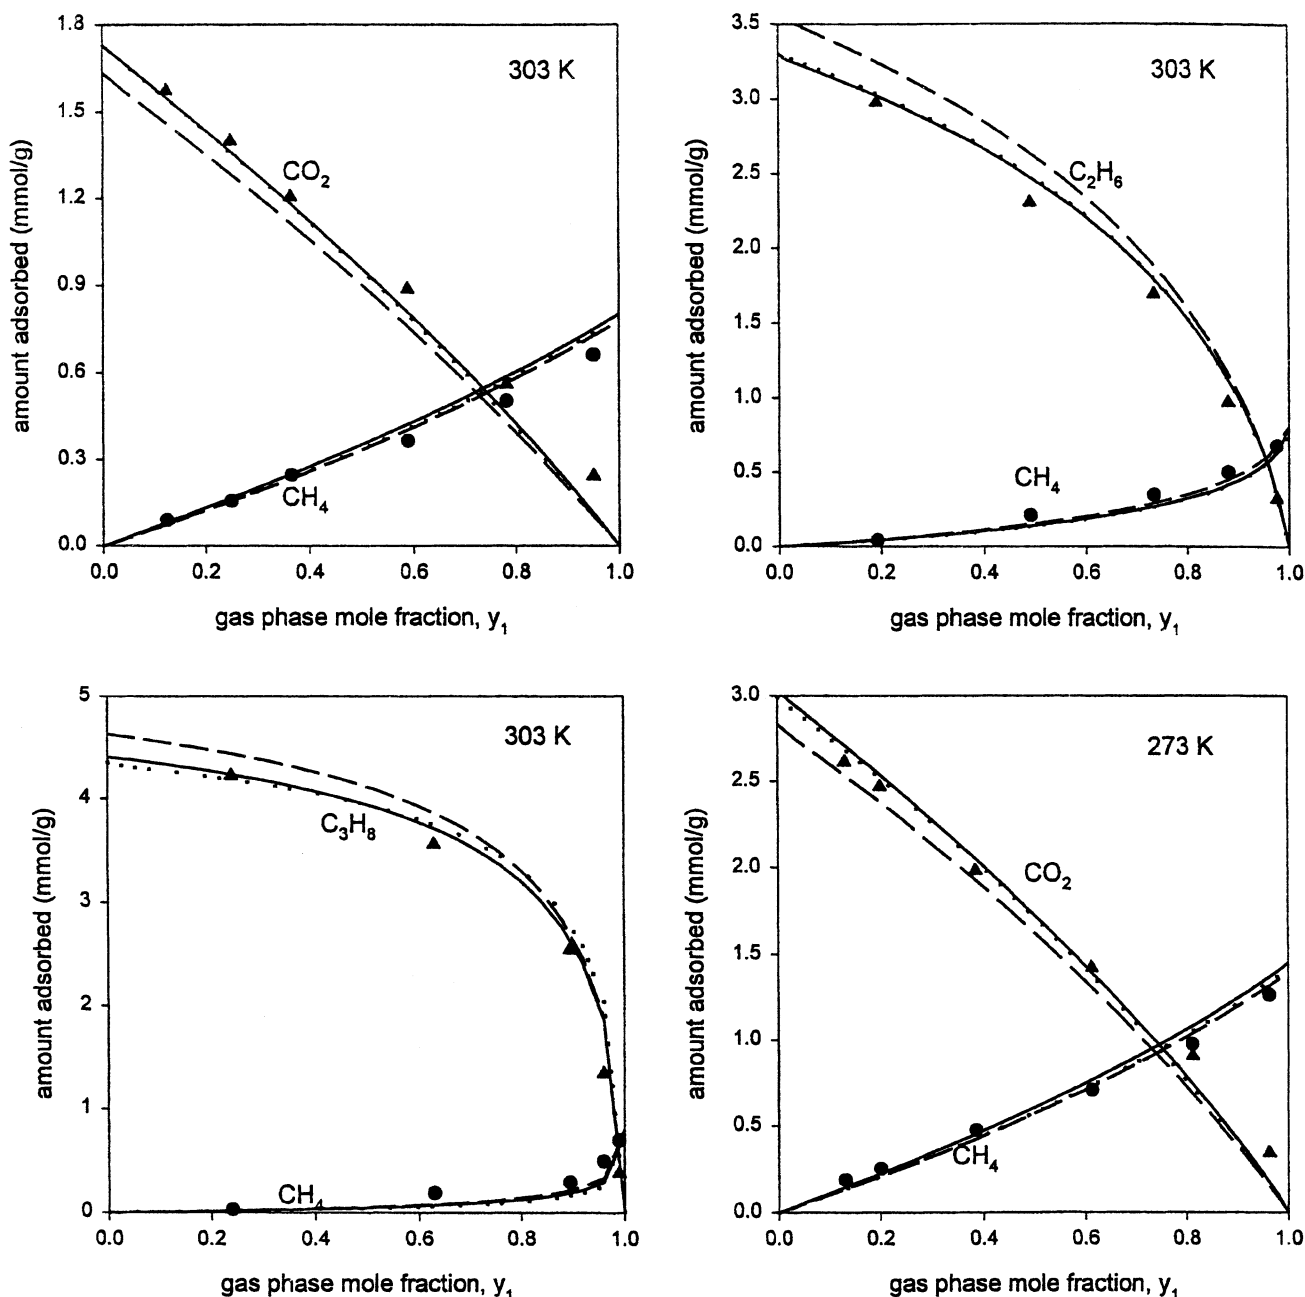 1.8
1.5
1.2
0.9
0.6
0.3
0.0
amount adsorbed (mmol/g)
303 K
CO₂
CH₄
0.0 0.2 0.4 0.6 0.8 1.0
gas phase mole fraction, y₁
3.5
3.0
2.5
2.0
1.5
1.0
0.5
0.0
amount adsorbed (mmol/g)
303 K
C₂H₆
CH₄
0.0 0.2 0.4 0.6 0.8 1.0
gas phase mole fraction, y₁
5
4
3
2
1
0
amount adsorbed (mmol/g)
303 K
C₃H₈
CH₄
0.0 0.2 0.4 0.6 0.8 1.0
gas phase mole fraction, y₁
3.0
2.5
2.0
1.5
1.0
0.5
0.0
amount adsorbed (mmol/g)
273 K
CO₂
CH₄
0.0 0.2 0.4 0.6 0.8 1.0
gas phase mole fraction, y₁